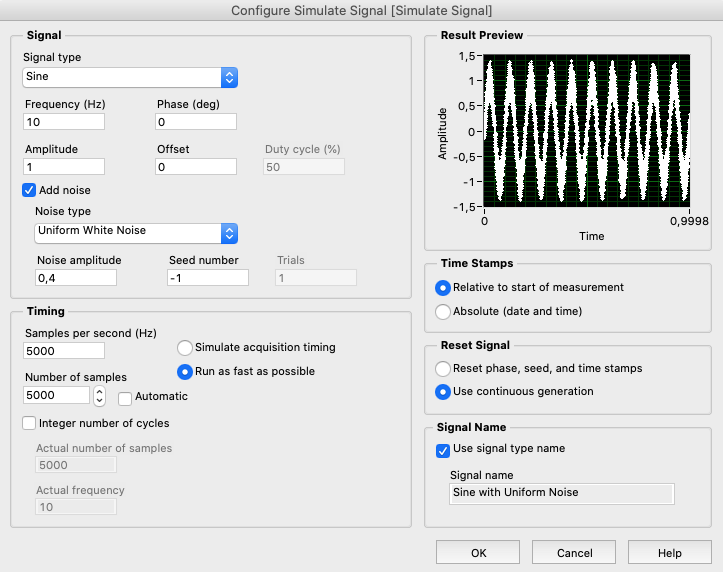 Configure Simulate Signal [Simulate Signal]
Signal
Signal type
Sine
Frequency (Hz) Phase (deg)
10 0
Amplitude Offset Duty cycle (%)
1 0 50
Add noise
Noise type
Uniform White Noise
Noise amplitude Seed number Trials
0,4 -1 1
Timing
Samples per second (Hz)
5000
Simulate acquisition timing
Run as fast as possible
Number of samples
5000
Automatic
Integer number of cycles
Actual number of samples
5000
Actual frequency
10
Result Preview
Amplitude
1,5
1
0,5
0
-0,5
-1
-1,5
0 0,9998
Time
Time Stamps
Relative to start of measurement
Absolute (date and time)
Reset Signal
Reset phase, seed, and time stamps
Use continuous generation
Signal Name
Use signal type name
Signal name
Sine with Uniform Noise
OK Cancel Help